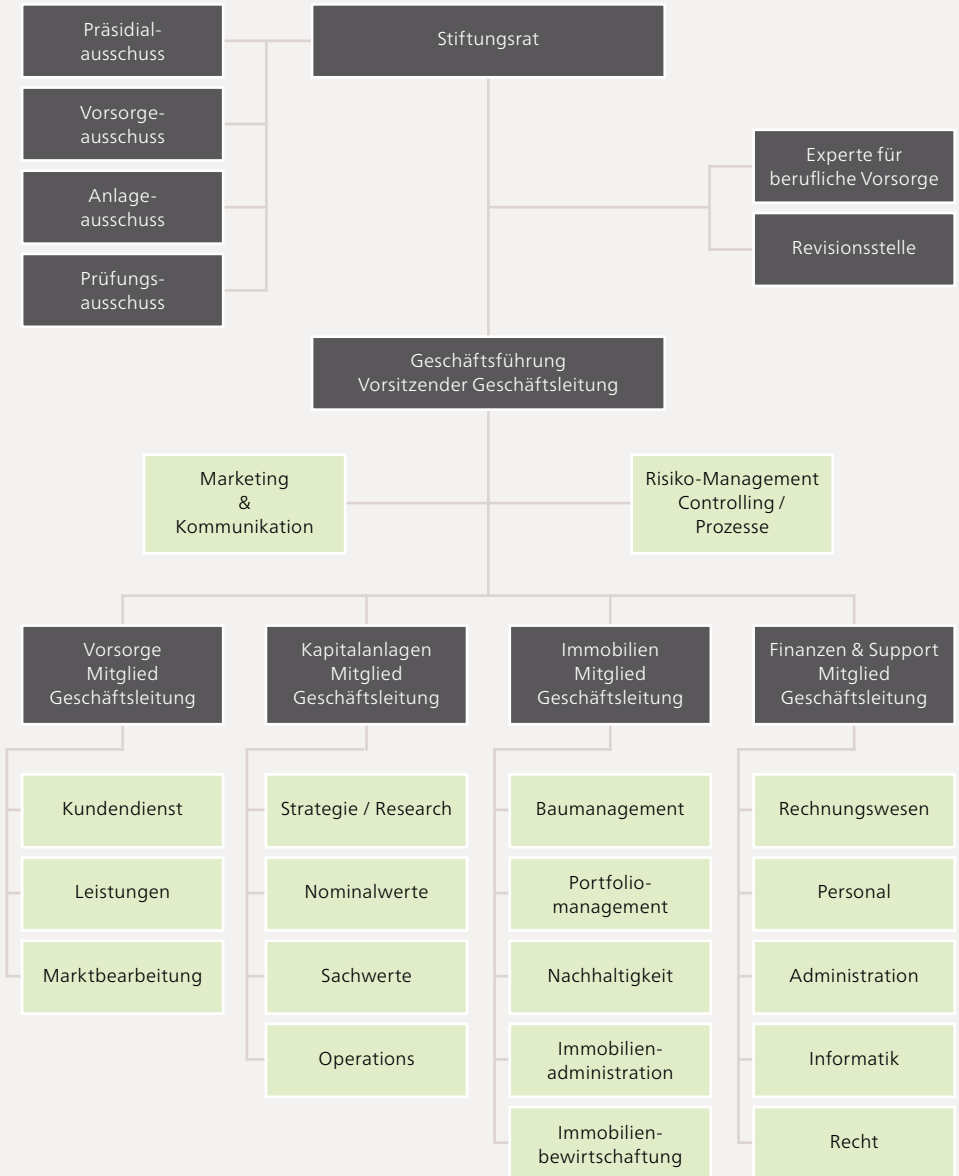 Präsidial-
ausschuss
Stiftungsrat
Vorsorge-
ausschuss
Anlage-
ausschuss
Prüfungs-
ausschuss
Experte für
berufliche Vorsorge
Revisionsstelle
Geschäftsführung
Vorsitzender Geschäftsleitung
Marketing
&
Kommunikation
Risiko-Management
Controlling /
Prozesse
Vorsorge
Mitglied
Geschäftsleitung
Kundendienst
Leistungen
Marktbearbeitung
Kapitalanlagen
Mitglied
Geschäftsleitung
Strategie / Research
Nominalwerte
Sachwerte
Operations
Immobilien
Mitglied
Geschäftsleitung
Baumanagement
Portfolio-
management
Nachhaltigkeit
Immobilien-
administration
Immobilien-
bewirtschaftung
Finanzen & Support
Mitglied
Geschäftsleitung
Rechnungswesen
Personal
Administration
Informatik
Recht